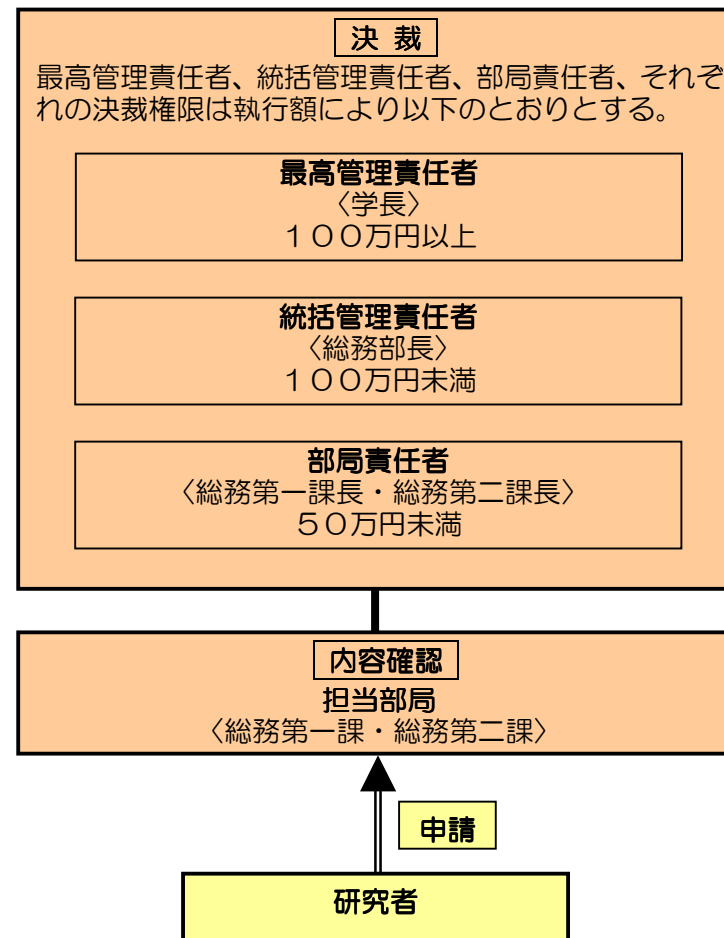 決 裁
最高管理責任者、統括管理責任者、部局責任者、それぞ
れの決裁権限は執行額により以下のとおりとする。
最高管理責任者
〈学長〉
１００万円以上
統括管理責任者
〈総務部長〉
１００万円未満
部局責任者
〈総務第一課長・総務第二課長〉
５０万円未満
内容確認
担当部局
〈総務第一課・総務第二課〉
申請
研究者